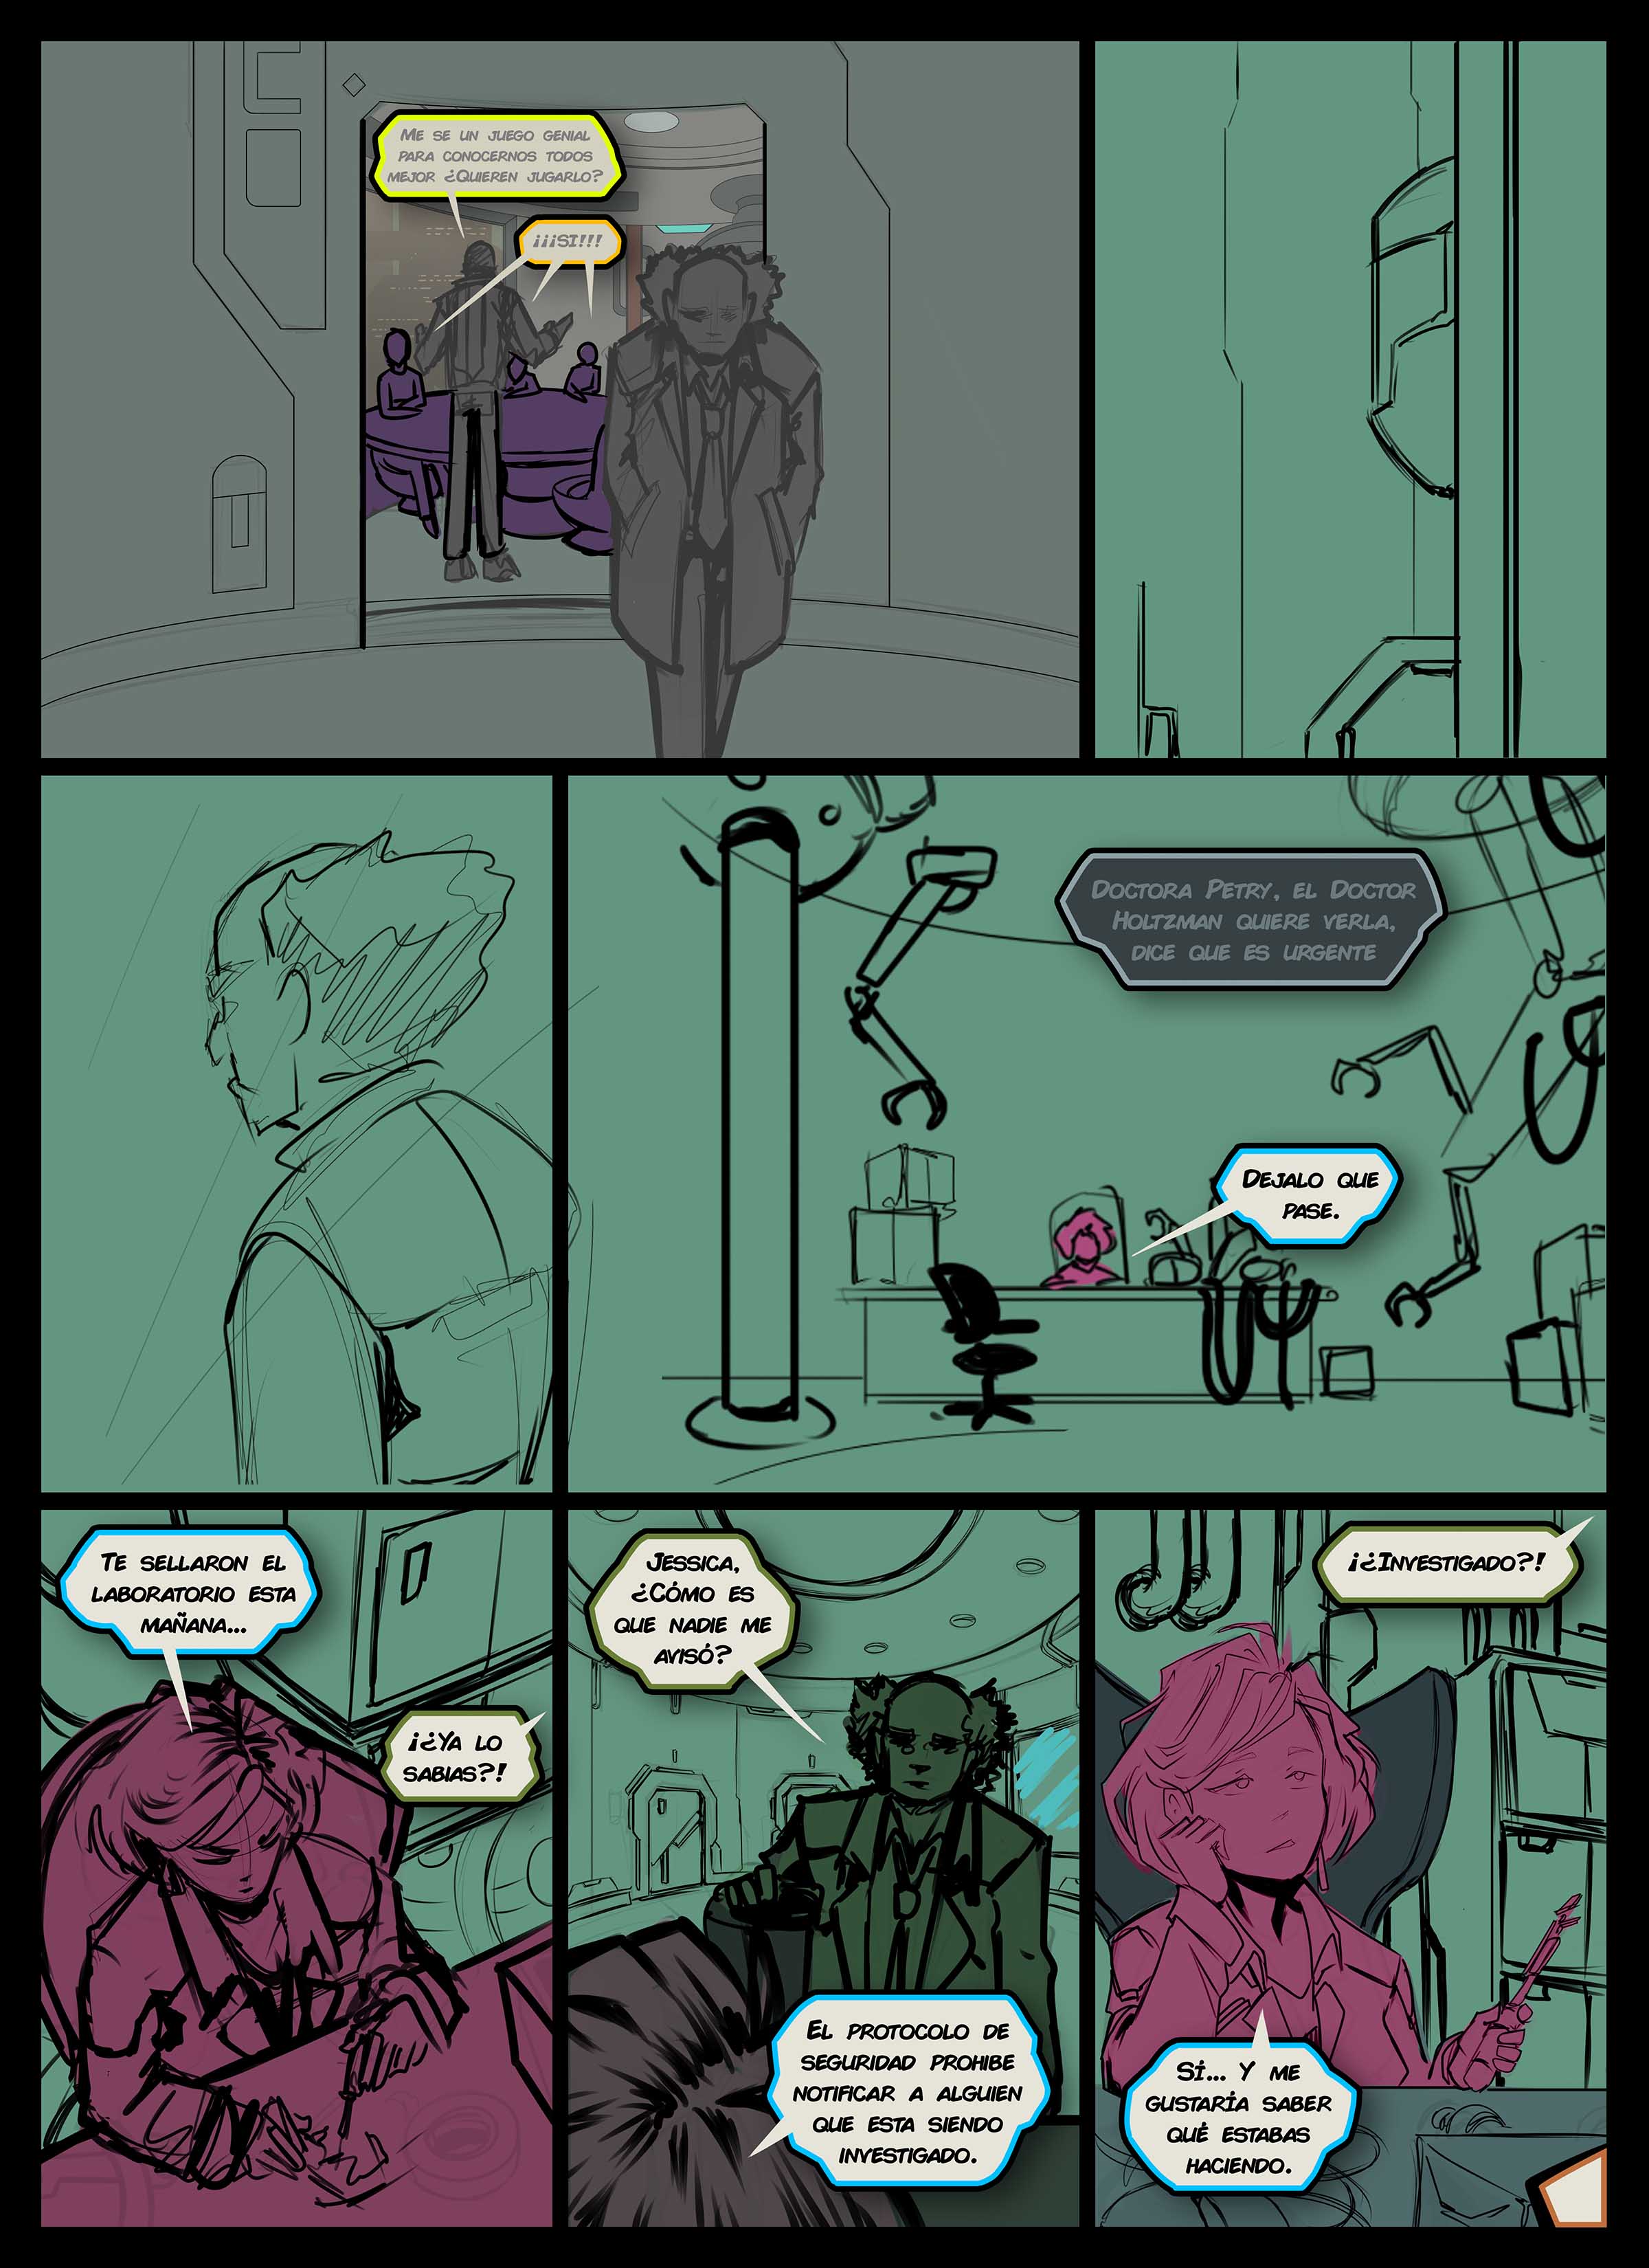 ME SE UN JUEGO GENIAL
PARA CONOCERNOS TODOS
MEJOR ¿QUIEREN JUGARLO?
¡¡¡SI!!!
DOCTORA PETRY, EL DOCTOR
HOLTZMAN QUIERE VERLA,
DICE QUE ES URGENTE
DEJALO QUE
PASE.
TE SELLARON EL
LABORATORIO ESTA
MAÑANA...
¡¿YA LO
SABIAS?!
JESSICA,
¿CÓMO ES
QUE NADIE ME
AVISÓ?
EL PROTOCOLO DE
SEGURIDAD PROHIBE
NOTIFICAR A ALGUIEN
QUE ESTA SIENDO
INVESTIGADO.
¡¿INVESTIGADO?!
SÍ... Y ME
GUSTARÍA SABER
QUÉ ESTABAS
HACIENDO.